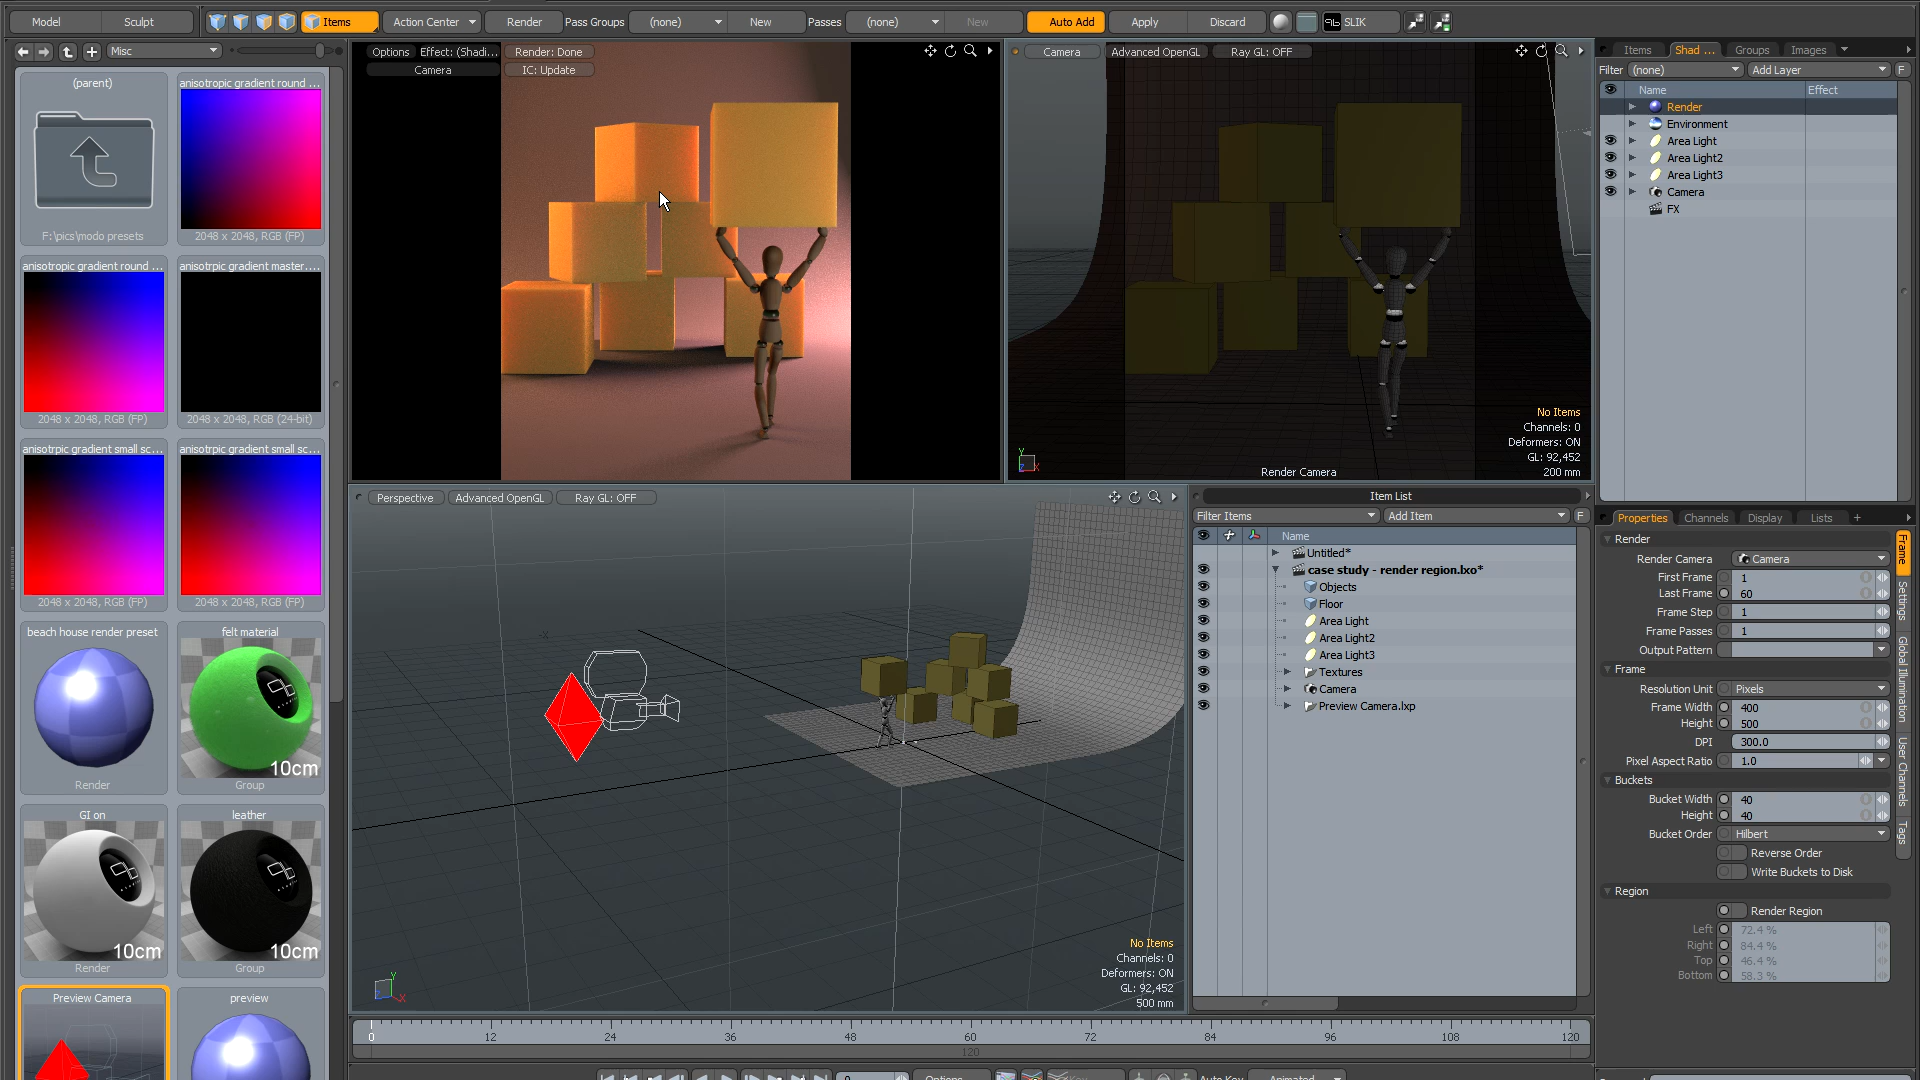 Model
Sculpt
Items
Action Center
Render
Pass Groups
(none)
New
Passes
(none)
New
Auto Add
Apply
Discard
SLIK
Misc
(parent)
F:\pics\modo presets
anisotropic gradient round ...
2048 x 2048, RGB (FP)
anisotropic gradient round ...
2048 x 2048, RGB (FP)
anisotrpic gradient master....
2048 x 2048, RGB (24-bit)
anisotrpic gradient small sc...
2048 x 2048, RGB (FP)
anisotrpic gradient small sc...
2048 x 2048, RGB (FP)
beach house render preset
Render
felt material
10cm
Group
GI on
10cm
Render
leather
10cm
Group
Preview Camera
preview
Options
Effect: (Shadi...
Render: Done
Camera
IC: Update
Camera
Advanced OpenGL
Ray GL: OFF
No Items
Channels: 0
Deformers: ON
GL: 92,452
200 mm
Render Camera
Perspective
Advanced OpenGL
Ray GL: OFF
No Items
Channels: 0
Deformers: ON
GL: 92,452
500 mm
Item List
Filter Items
Add Item
F
Name
Untitled*
case study - render region.lxo*
Objects
Floor
Area Light
Area Light2
Area Light3
Textures
Camera
Preview Camera.lxp
0 12 24 36 48 60 72 84 96 108 120
120
0
Options
Auto Key
Animated
Items
Shad ...
Groups
Images
Filter
(none)
Add Layer
F
Name
Effect
Render
Environment
Area Light
Area Light2
Area Light3
Camera
FX
Properties
Channels
Display
Lists
+
Render
Render Camera
Camera
First Frame
1
Last Frame
60
Frame Step
1
Frame Passes
1
Output Pattern
Frame
Resolution Unit
Pixels
Frame Width
400
Height
500
DPI
300.0
Pixel Aspect Ratio
1.0
Buckets
Bucket Width
40
Height
40
Bucket Order
Hilbert
Reverse Order
Write Buckets to Disk
Region
Render Region
Left
72.4 %
Right
84.4 %
Top
46.4 %
Bottom
58.3 %
Frame
Settings
Global Illumination
User Channels
Tags